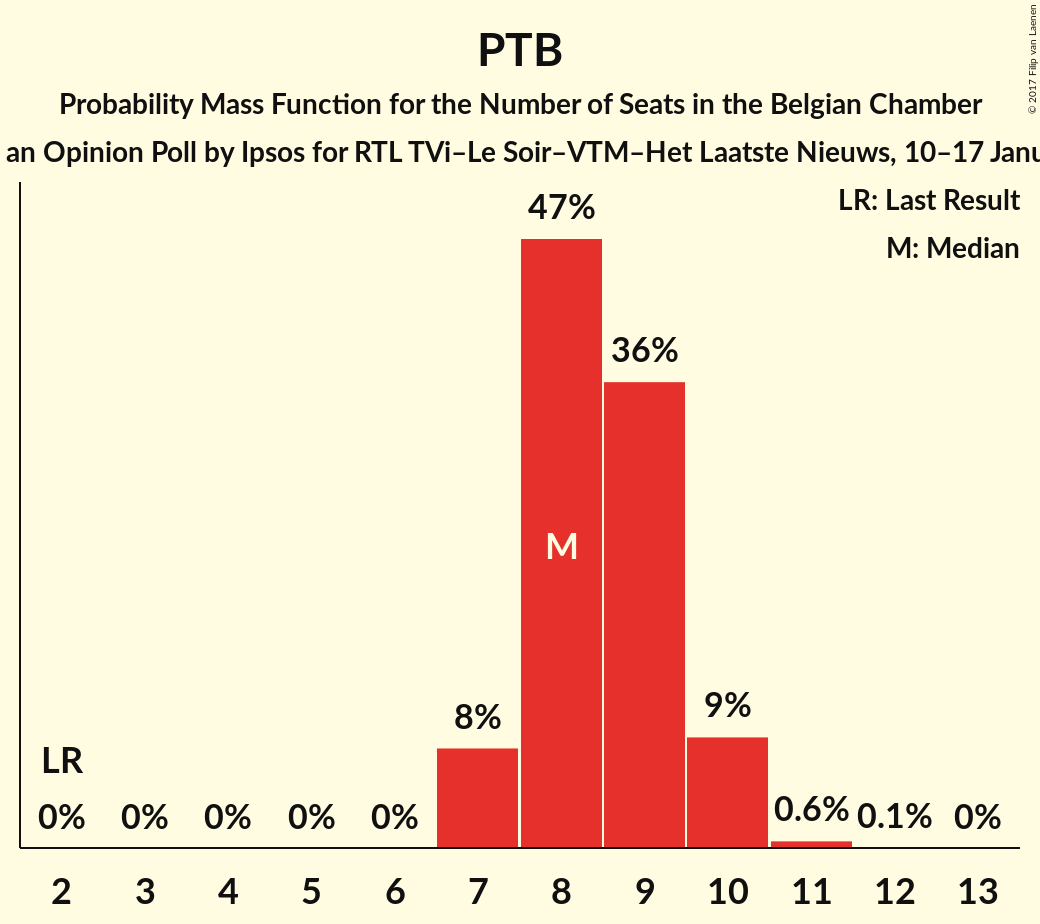 PTB
Probability Mass Function for the Number of Seats in the Belgian Chamber
an Opinion Poll by Ipsos for RTL TVi–Le Soir–VTM–Het Laatste Nieuws, 10–17 Janu
© 2017 Filip van Laenen
LR: Last Result
M: Median
47%
36%
M
9%
8%
LR
0% 0% 0% 0% 0% 0.6% 0.1% 0%
2 3 4 5 6 7 8 9 10 11 12 13